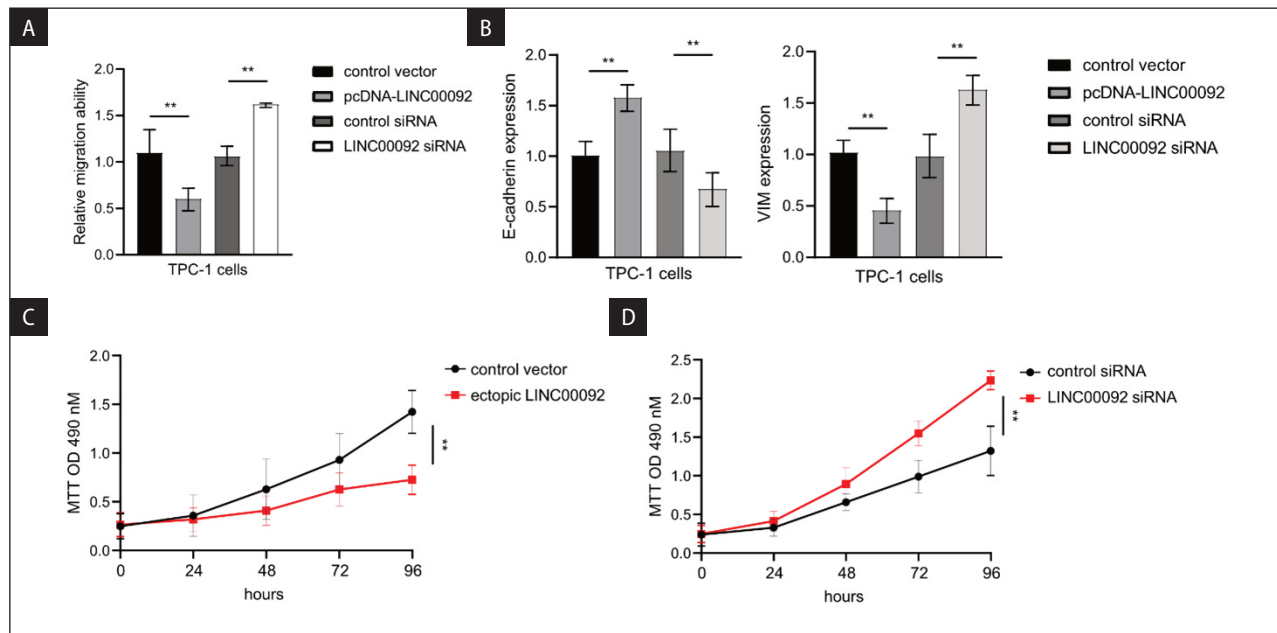 A
Relative migration ability
2.0
1.5
1.0
0.5
0.0
**
**
TPC-1 cells
control vector
pcDNA-LINC00092
control siRNA
LINC00092 siRNA
B
E-cadherin expression
2.0
1.5
1.0
0.5
0.0
**
**
TPC-1 cells
VIM expression
2.0
1.5
1.0
0.5
0.0
**
**
TPC-1 cells
control vector
pcDNA-LINC00092
control siRNA
LINC00092 siRNA
C
MTT OD 490 nM
2.0
1.5
1.0
0.5
0.0
0 24 48 72 96
hours
control vector
ectopic LINC00092
**
D
MTT OD 490 nM
2.5
2.0
1.5
1.0
0.5
0.0
0 24 48 72 96
hours
control siRNA
LINC00092 siRNA
**